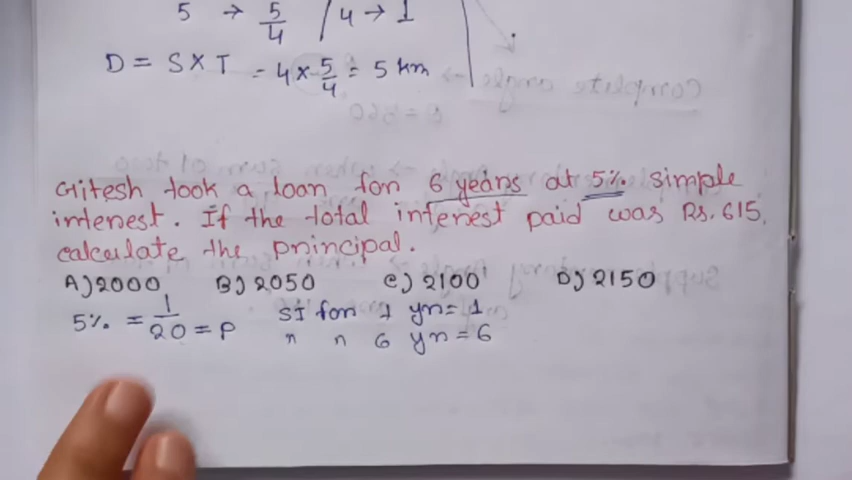 5 → 5/4 / 4 → 1
D = S X T = 4 x 5/4 = 5 km
Complete angle
Gitesh took a loan for 6 years at 5% simple
interest. If the total interest paid was Rs. 615,
calculate the principal.
A) 2000 B) 2050 C) 2100 D) 2150
5% = 1/20 = P SI for 1 yr = 1
" " 6 yr = 6